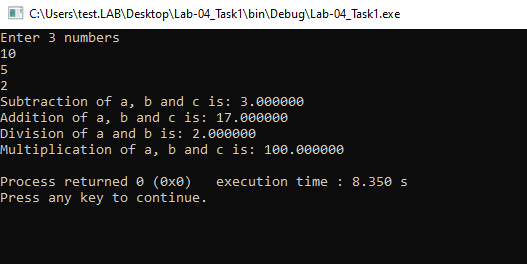 C:\Users\test.LAB\Desktop\Lab-04_Task1\bin\Debug\Lab-04_Task1.exe
Enter 3 numbers
10
5
2
Subtraction of a, b and c is: 3.000000
Addition of a, b and c is: 17.000000
Division of a and b is: 2.000000
Multiplication of a, b and c is: 100.000000
Process returned 0 (0x0)   execution time : 8.350 s
Press any key to continue.